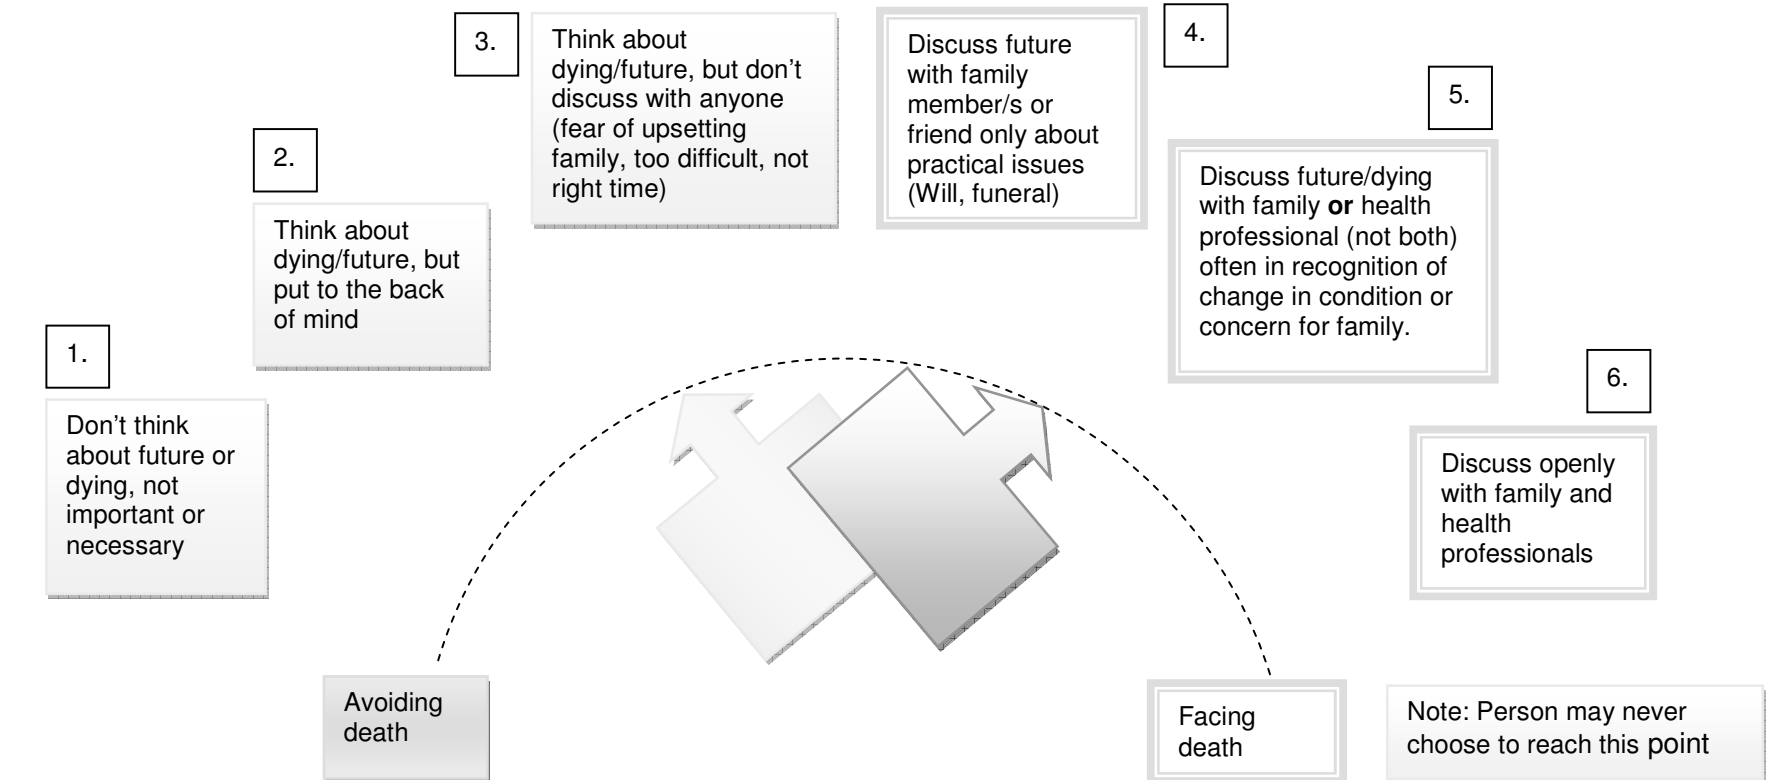 1.
Don't think
about future or
dying, not
important or
necessary
2.
Think about
dying/future, but
put to the back
of mind
3.
Think about
dying/future, but don't
discuss with anyone
(fear of upsetting
family, too difficult, not
right time)
4.
Discuss future
with family
member/s or
friend only about
practical issues
(Will, funeral)
5.
Discuss future/dying
with family or health
professional (not both)
often in recognition of
change in condition or
concern for family.
6.
Discuss openly
with family and
health
professionals
Avoiding
death
Facing
death
Note: Person may never
choose to reach this point